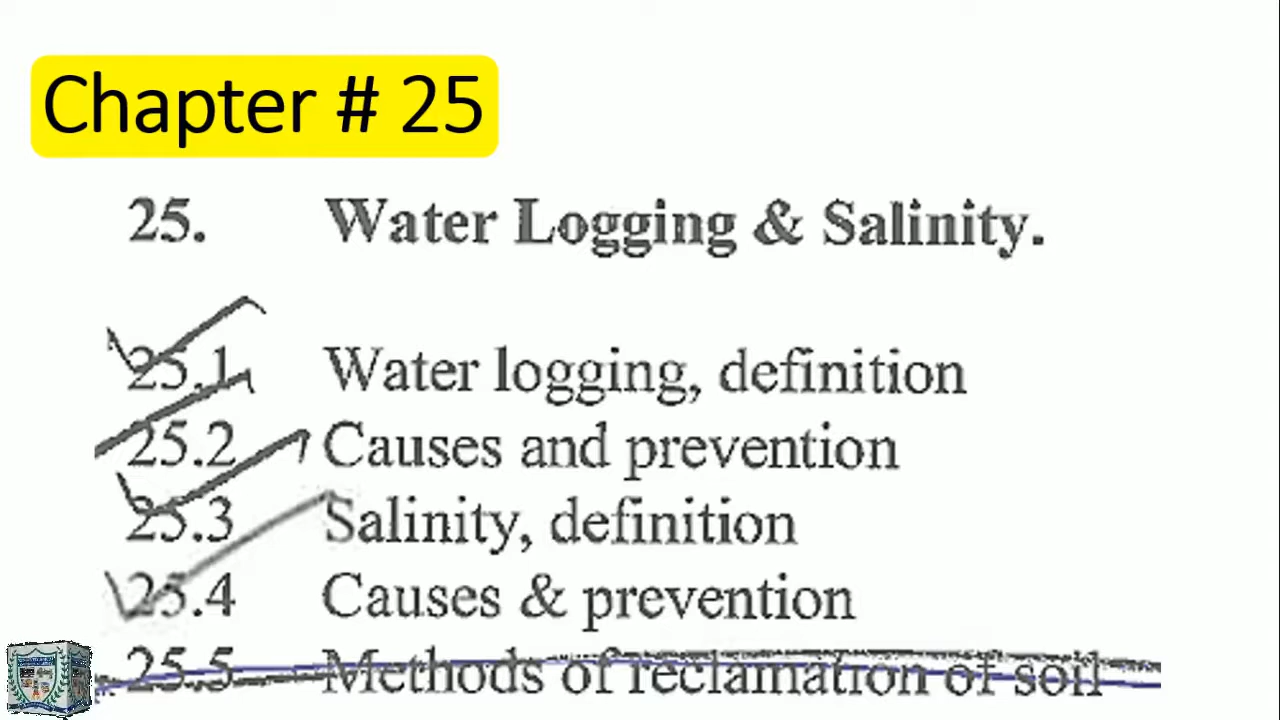 Chapter # 25
25. Water Logging & Salinity.
25.1 Water logging, definition
25.2 Causes and prevention
25.3 Salinity, definition
25.4 Causes & prevention
25.5 Methods of reclamation of soil